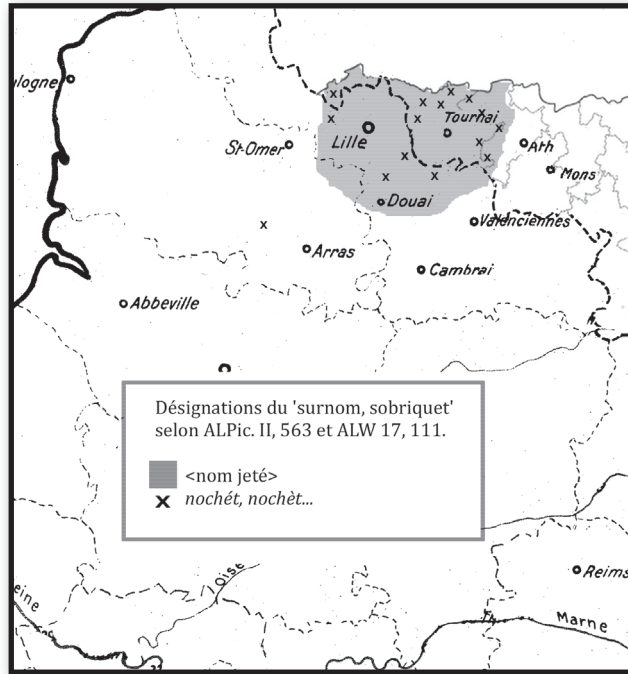 logne
St-Omer
Lille
Tournai
Ath
Mons
Douai
Valenciennes
Arras
Cambrai
Abbeville
Désignations du 'surnom, sobriquet'
selon ALPic. II, 563 et ALW 17, 111.
<nom jeté>
x nochét, nochèt...
Oise
Reims
eine
Marne